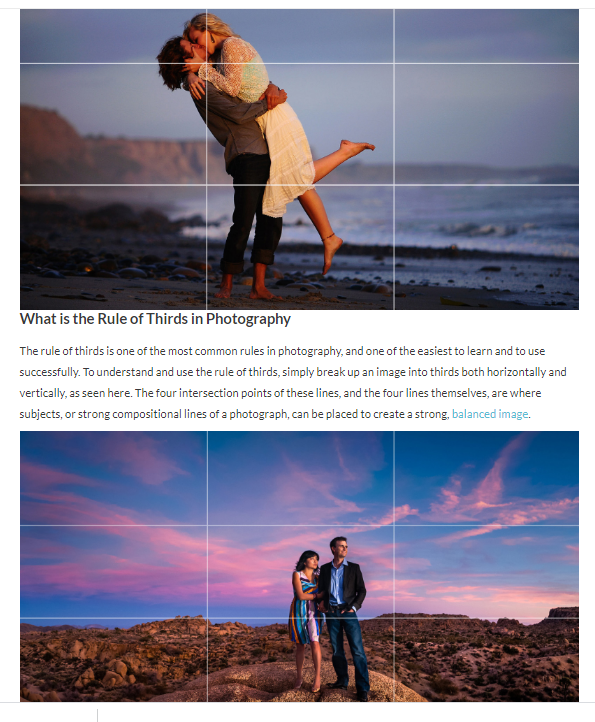 What is the Rule of Thirds in Photography
The rule of thirds is one of the most common rules in photography, and one of the easiest to learn and to use
successfully. To understand and use the rule of thirds, simply break up an image into thirds both horizontally and
vertically, as seen here. The four intersection points of these lines, and the four lines themselves, are where
subjects, or strong compositional lines of a photograph, can be placed to create a strong, balanced image.